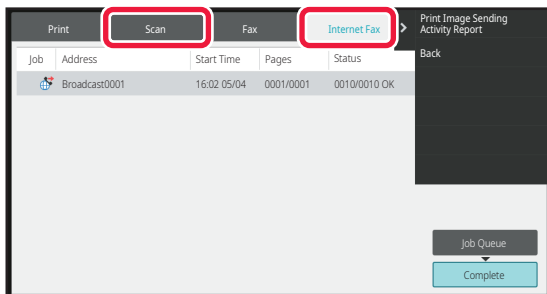 Print Scan Fax Internet Fax
Print Image Sending
Activity Report
Back
Job Address Start Time Pages Status
Broadcast0001 16:02 05/04 0001/0001 0010/0010 OK
Job Queue
Complete